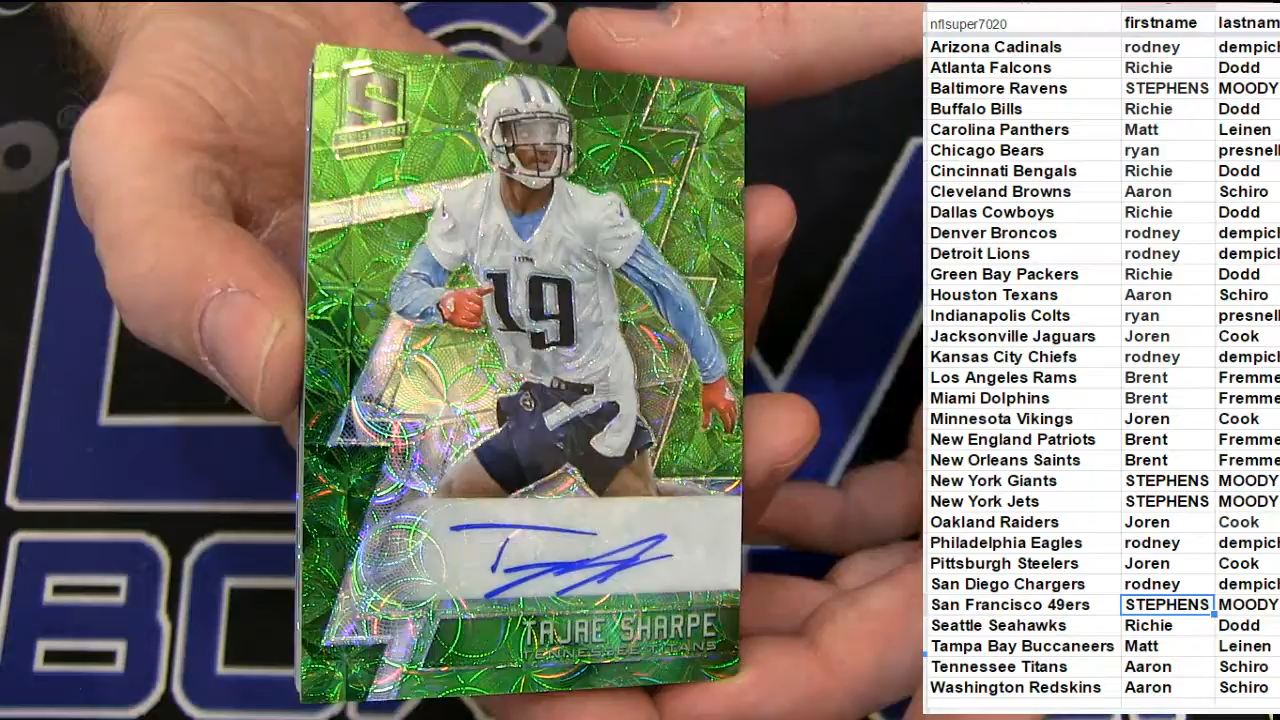 S
19
TAJAE SHARPE
TENNESSEE TITANS
BO
nflsuper7020 firstname lastnam
Arizona Cadinals rodney dempich
Atlanta Falcons Richie Dodd
Baltimore Ravens STEPHENS MOODY
Buffalo Bills Richie Dodd
Carolina Panthers Matt Leinen
Chicago Bears ryan presnell
Cincinnati Bengals Richie Dodd
Cleveland Browns Aaron Schiro
Dallas Cowboys Richie Dodd
Denver Broncos rodney dempich
Detroit Lions rodney dempich
Green Bay Packers Richie Dodd
Houston Texans Aaron Schiro
Indianapolis Colts ryan presnell
Jacksonville Jaguars Joren Cook
Kansas City Chiefs rodney dempich
Los Angeles Rams Brent Fremme
Miami Dolphins Brent Fremme
Minnesota Vikings Joren Cook
New England Patriots Brent Fremme
New Orleans Saints Brent Fremme
New York Giants STEPHENS MOODY
New York Jets STEPHENS MOODY
Oakland Raiders Joren Cook
Philadelphia Eagles rodney dempich
Pittsburgh Steelers Joren Cook
San Diego Chargers rodney dempich
San Francisco 49ers STEPHENS MOODY
Seattle Seahawks Richie Dodd
Tampa Bay Buccaneers Matt Leinen
Tennessee Titans Aaron Schiro
Washington Redskins Aaron Schiro